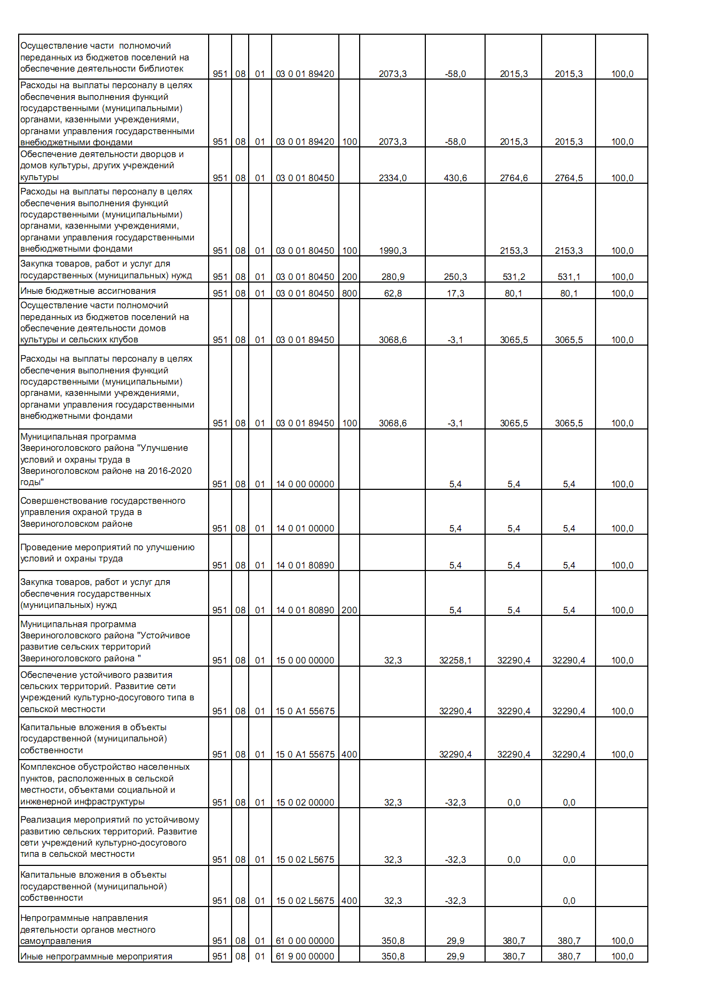 Осуществление части  полномочий
переданных из бюджетов поселений на
обеспечение деятельности библиотек
951 08 01 03 0 01 89420 2073,3 -58,0 2015,3 2015,3 100,0
Расходы на выплаты персоналу в целях
обеспечения выполнения функций
государственными (муниципальными)
органами, казенными учреждениями,
органами управления государственными
внебюджетными фондами
951 08 01 03 0 01 89420 100 2073,3 -58,0 2015,3 2015,3 100,0
Обеспечение деятельности дворцов и
домов культуры, других учреждений
культуры
951 08 01 03 0 01 80450 2334,0 430,6 2764,6 2764,5 100,0
Расходы на выплаты персоналу в целях
обеспечения выполнения функций
государственными (муниципальными)
органами, казенными учреждениями,
органами управления государственными
внебюджетными фондами
951 08 01 03 0 01 80450 100 1990,3 2153,3 2153,3 100,0
Закупка товаров, работ и услуг для
государственных (муниципальных) нужд
951 08 01 03 0 01 80450 200 280,9 250,3 531,2 531,1 100,0
Иные бюджетные ассигнования 951 08 01 03 0 01 80450 800 62,8 17,3 80,1 80,1 100,0
Осуществление части полномочий
переданных из бюджетов поселений на
обеспечение деятельности домов
культуры и сельских клубов
951 08 01 03 0 01 89450 3068,6 -3,1 3065,5 3065,5 100,0
Расходы на выплаты персоналу в целях
обеспечения выполнения функций
государственными (муниципальными)
органами, казенными учреждениями,
органами управления государственными
внебюджетными фондами
951 08 01 03 0 01 89450 100 3068,6 -3,1 3065,5 3065,5 100,0
Муниципальная программа
Звериноголовского района "Улучшение
условий и охраны труда в
Звериноголовском районе на 2016-2020
годы"
951 08 01 14 0 00 00000 5,4 5,4 5,4 100,0
Совершенствование государственного
управления охраной труда в
Звериноголовском районе
951 08 01 14 0 01 00000 5,4 5,4 5,4 100,0
Проведение мероприятий по улучшению
условий и охраны труда
951 08 01 14 0 01 80890 5,4 5,4 5,4 100,0
Закупка товаров, работ и услуг для
обеспечения государственных
(муниципальных) нужд
951 08 01 14 0 01 80890 200 5,4 5,4 5,4 100,0
Муниципальная программа
Звериноголовского района "Устойчивое
развитие сельских территорий
Звериноголовского района "
951 08 01 15 0 00 00000 32,3 32258,1 32290,4 32290,4 100,0
Обеспечение устойчивого развития
сельских территорий. Развитие сети
учреждений культурно-досугового типа в
сельской местности
951 08 01 15 0 А1 55675 32290,4 32290,4 32290,4 100,0
Капитальные вложения в объекты
государственной (муниципальной)
собственности
951 08 01 15 0 А1 55675 400 32290,4 32290,4 32290,4 100,0
Комплексное обустройство населенных
пунктов, расположенных в сельской
местности, объектами социальной и
инженерной инфраструктуры
951 08 01 15 0 02 00000 32,3 -32,3 0,0 0,0
Реализация мероприятий по устойчивому
развитию сельских территорий. Развитие
сети учреждений культурно-досугового
типа в сельской местности
951 08 01 15 0 02 L5675 32,3 -32,3 0,0 0,0
Капитальные вложения в объекты
государственной (муниципальной)
собственности
951 08 01 15 0 02 L5675 400 32,3 -32,3 0,0
Непрограммные направления
деятельности органов местного
самоуправления
951 08 01 61 0 00 00000 350,8 29,9 380,7 380,7 100,0
Иные непрограммные мероприятия 951 08 01 61 9 00 00000 350,8 29,9 380,7 380,7 100,0